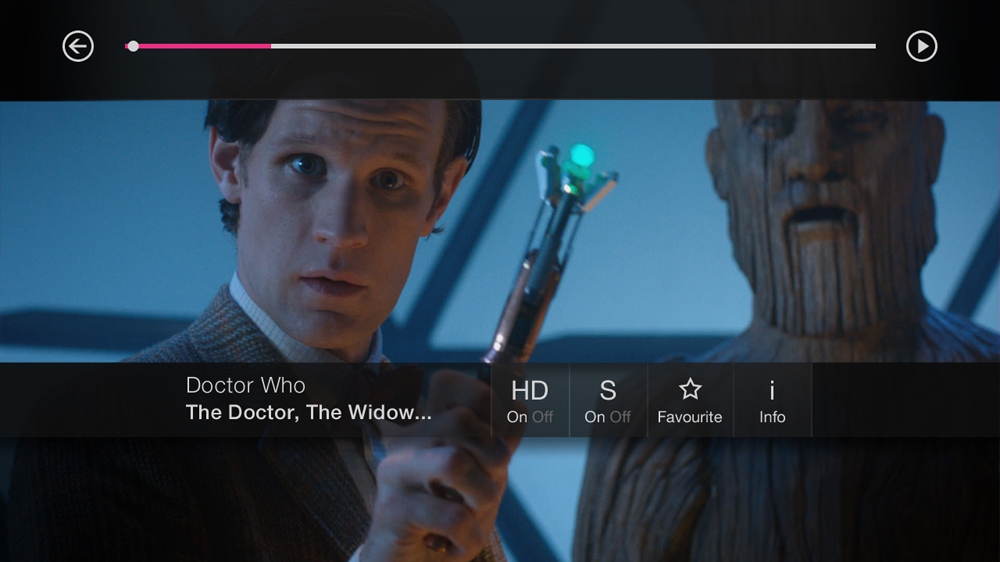 Doctor Who
The Doctor, The Widow...
HD
On Off
S
On Off
Favourite
i
Info